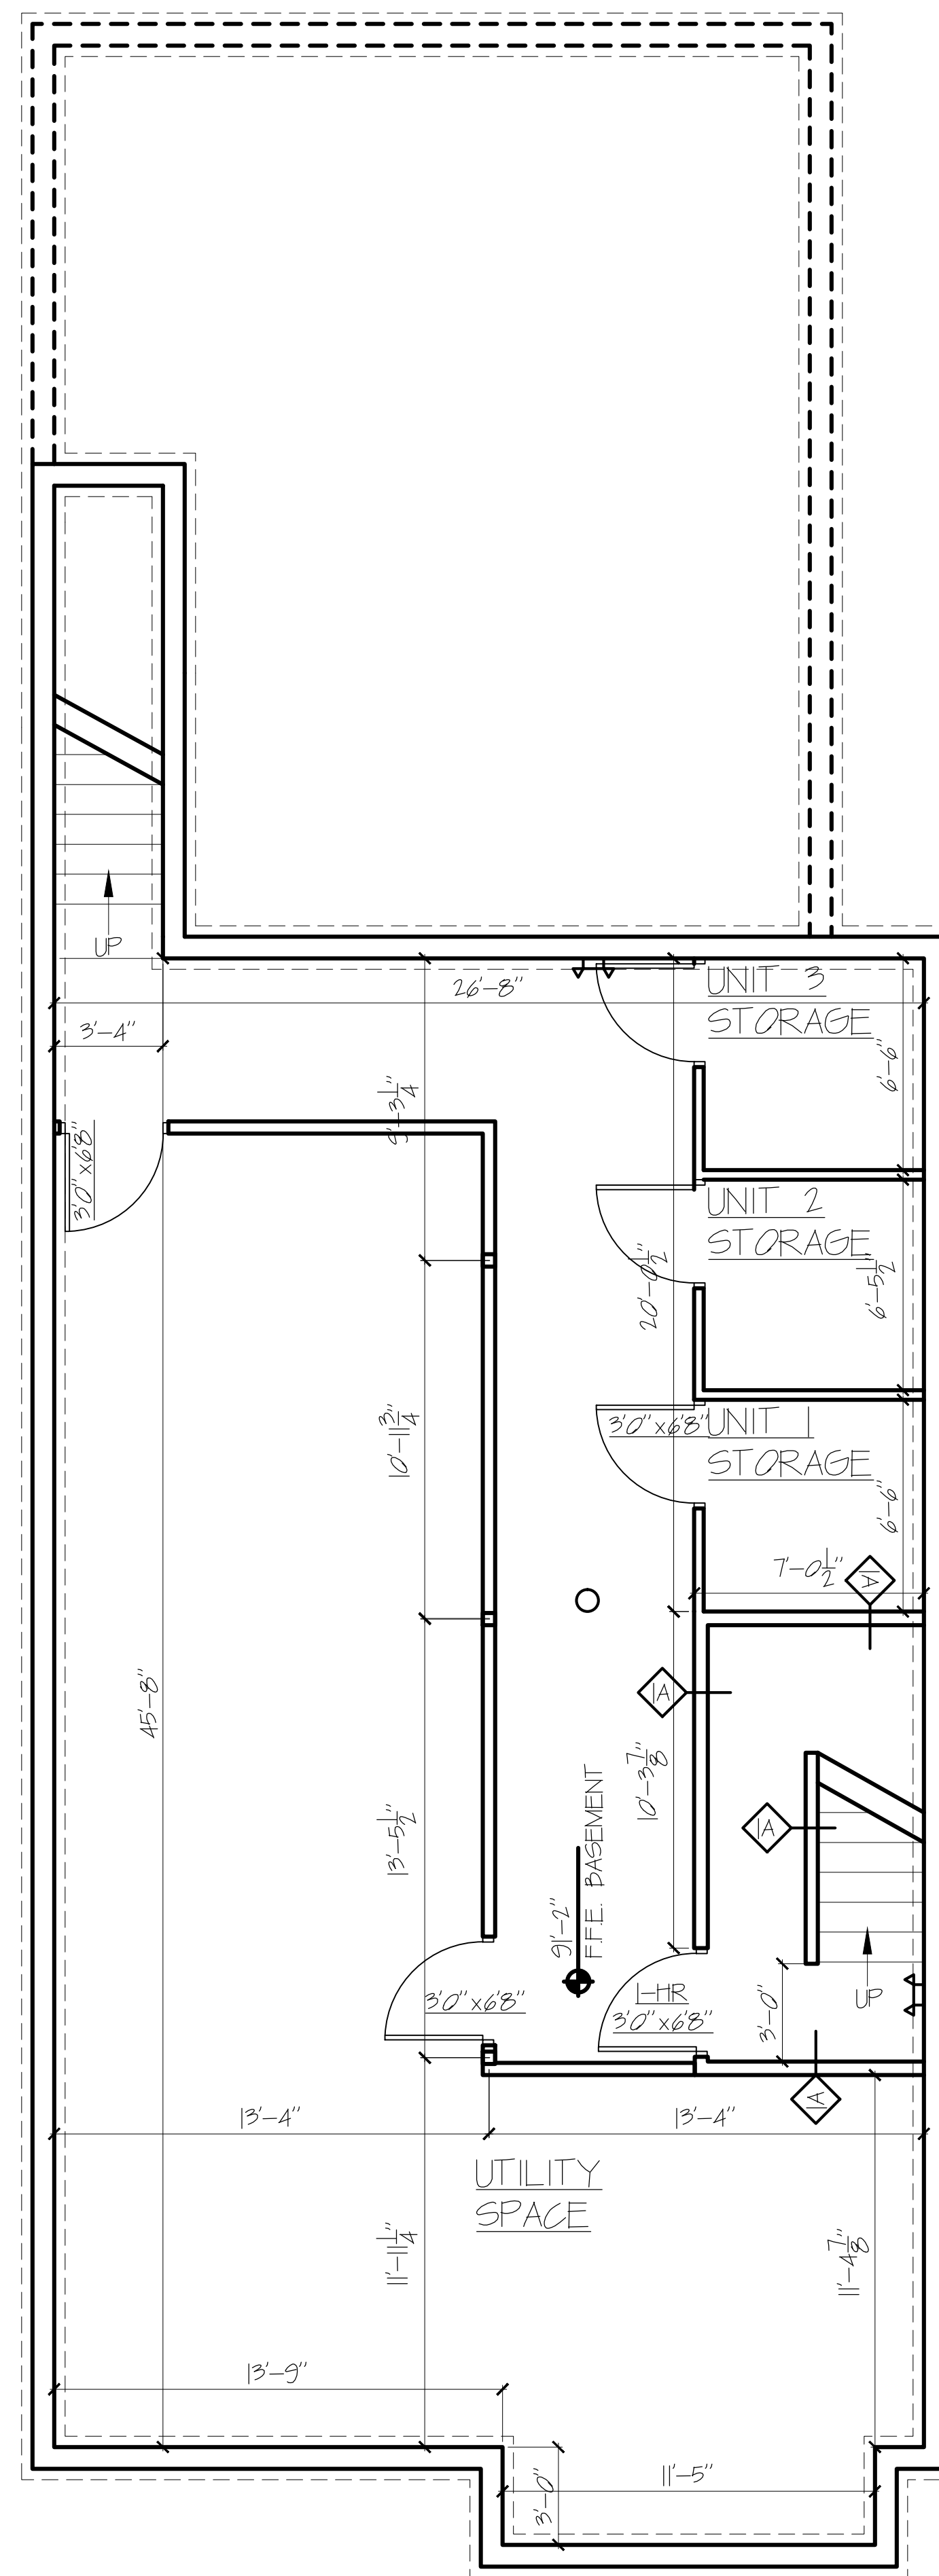 UP
26'-8"
UNIT 3
STORAGE
3'-4"
6'-6"
9'-3 1/4"
3'0"x6'8"
UNIT 2
STORAGE
20'-0 1/2"
6'-5 1/2"
3'0"x6'8"
UNIT 1
STORAGE
10'-11 3/4"
6'-6"
7'-0 1/2"
1A
45'-8"
1A
10'-3 7/8"
1A
13'-5 1/2"
91'-2"
F.F.E. BASEMENT
3'0"x6'8"
1-HR
3'0"x6'8"
3'-0"
UP
1A
13'-4"
13'-4"
UTILITY
SPACE
11'-11 1/4"
11'-4 7/8"
13'-9"
11'-5"
3'-0"